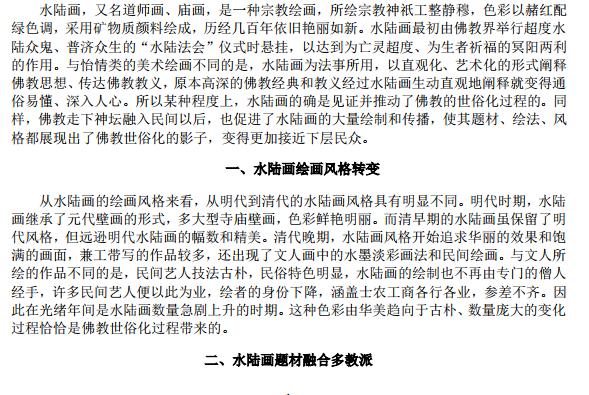 水陆画，又名道师画、庙画，是一种宗教绘画，所绘宗教神祇工整静穆，色彩以赭红配
绿色调，采用矿物质颜料绘成，历经几百年依旧艳丽如新。水陆画最初由佛教界举行超度水
陆众鬼、普济众生的“水陆法会”仪式时悬挂，以达到为亡灵超度、为生者祈福的冥阳两利
的作用。与怡情类的美术绘画不同的是，水陆画为法事所用，以直观化、艺术化的形式阐释
佛教思想、传达佛教教义，原本高深的佛教经典和教义经过水陆画生动直观地阐释就变得通
俗易懂、深入人心。所以某种程度上，水陆画的确是见证并推动了佛教的世俗化过程的。同
样，佛教走下神坛融入民间以后，也促进了水陆画的大量绘制和传播，使其题材、绘法、风
格都展现出了佛教世俗化的影子，变得更加接近下层民众。
一、水陆画绘画风格转变
从水陆画的绘画风格来看，从明代到清代的水陆画风格具有明显不同。明代时期，水陆
画继承了元代壁画的形式，多大型寺庙壁画，色彩鲜艳明丽。而清早期的水陆画虽保留了明
代风格，但远逊明代水陆画的幅数和精美。清代晚期，水陆画风格开始追求华丽的效果和饱
满的画面，兼工带写的作品较多，还出现了文人画中的水墨淡彩画法和民间绘画。与文人所
绘的作品不同的是，民间艺人技法古朴，民俗特色明显，水陆画的绘制也不再由专门的僧人
经手，许多民间艺人便以此为业，绘者的身份下降，涵盖士农工商各行各业，参差不齐。因
此在光绪年间是水陆画数量急剧上升的时期。这种色彩由华美趋向于古朴、数量庞大的变化
过程恰恰是佛教世俗化过程带来的。
二、水陆画题材融合多教派